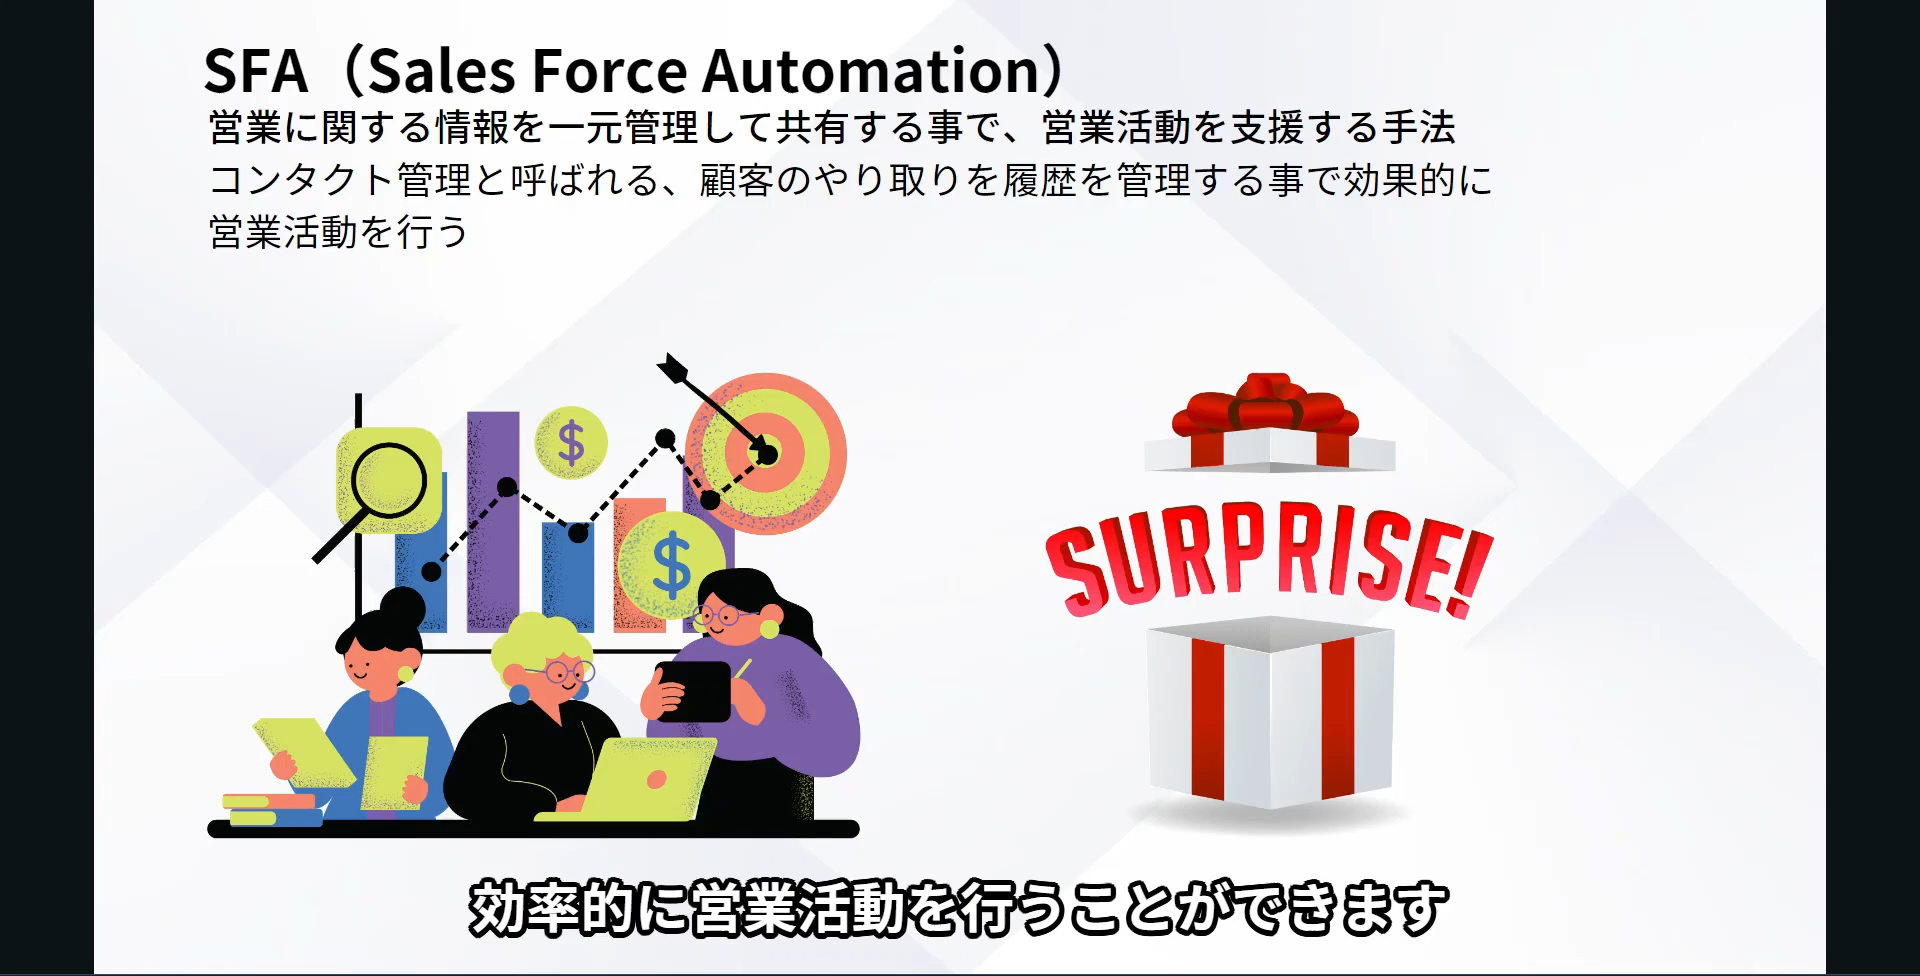 SFA（Sales Force Automation）
営業に関する情報を一元管理して共有する事で、営業活動を支援する手法
コンタクト管理と呼ばれる、顧客のやり取りを履歴を管理する事で効果的に
営業活動を行う
$
$
SURPRISE!
効率的に営業活動を行うことができます